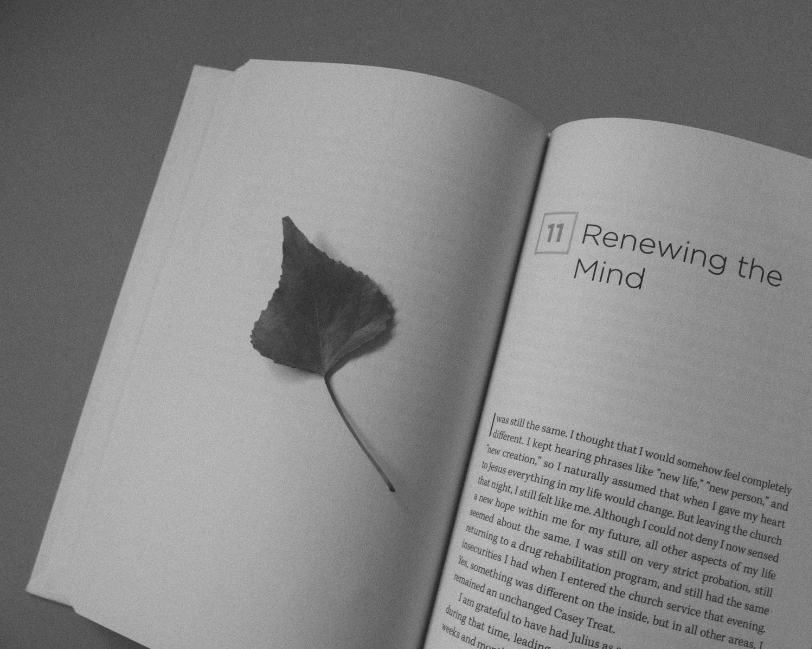 11
Renewing the
Mind
I was still the same. I thought that I would somehow feel completely
different. I kept hearing phrases like "new life," "new person," and
"new creation," so I naturally assumed that when I gave my heart
to Jesus everything in my life would change. But leaving the church
that night, I still felt like me. Although I could not deny I now sensed
a new hope within me for my future, all other aspects of my life
seemed about the same. I was still on very strict probation, still
returning to a drug rehabilitation program, and still had the same
insecurities I had when I entered the church service that evening.
Yes, something was different on the inside, but in all other areas, I
remained an unchanged Casey Treat.
I am grateful to have had Julius as
during that time, leading
weeks and